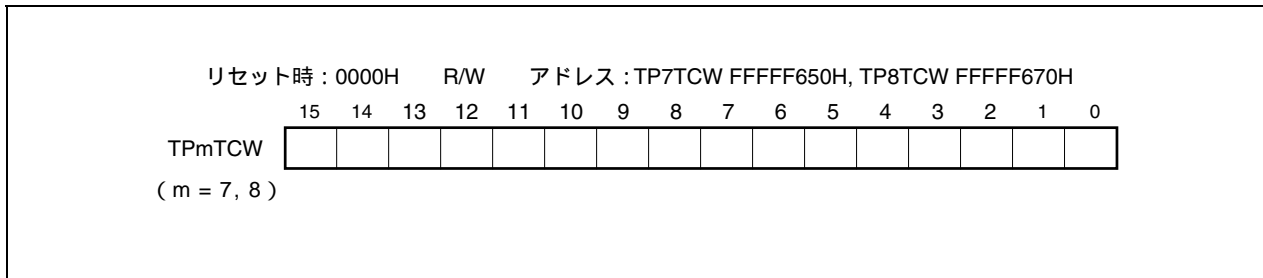 リセット時:0000H R/W アドレス:TP7TCW FFFFF650H, TP8TCW FFFFF670H
15 14 13 12 11 10 9 8 7 6 5 4 3 2 1 0
TPmTCW
(m = 7, 8)